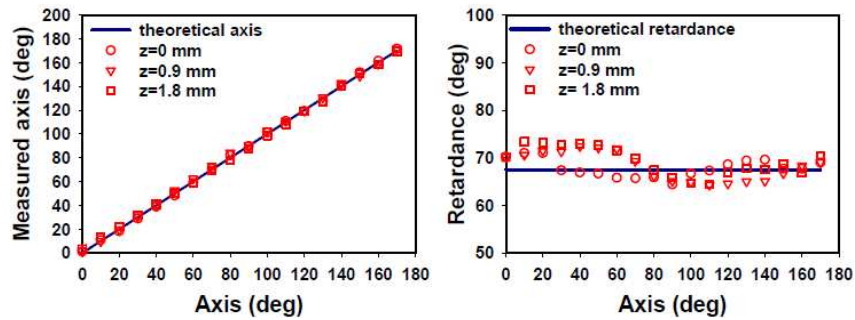 theoretical axis
z=0 mm
z=0.9 mm
z=1.8 mm
Measured axis (deg)
200
180
160
140
120
100
80
60
40
20
0
0 20 40 60 80 100 120 140 160 180
Axis (deg)
theoretical retardance
z=0 mm
z=0.9 mm
z= 1.8 mm
Retardance (deg)
100
90
80
70
60
50
0 20 40 60 80 100 120 140 160 180
Axis (deg)